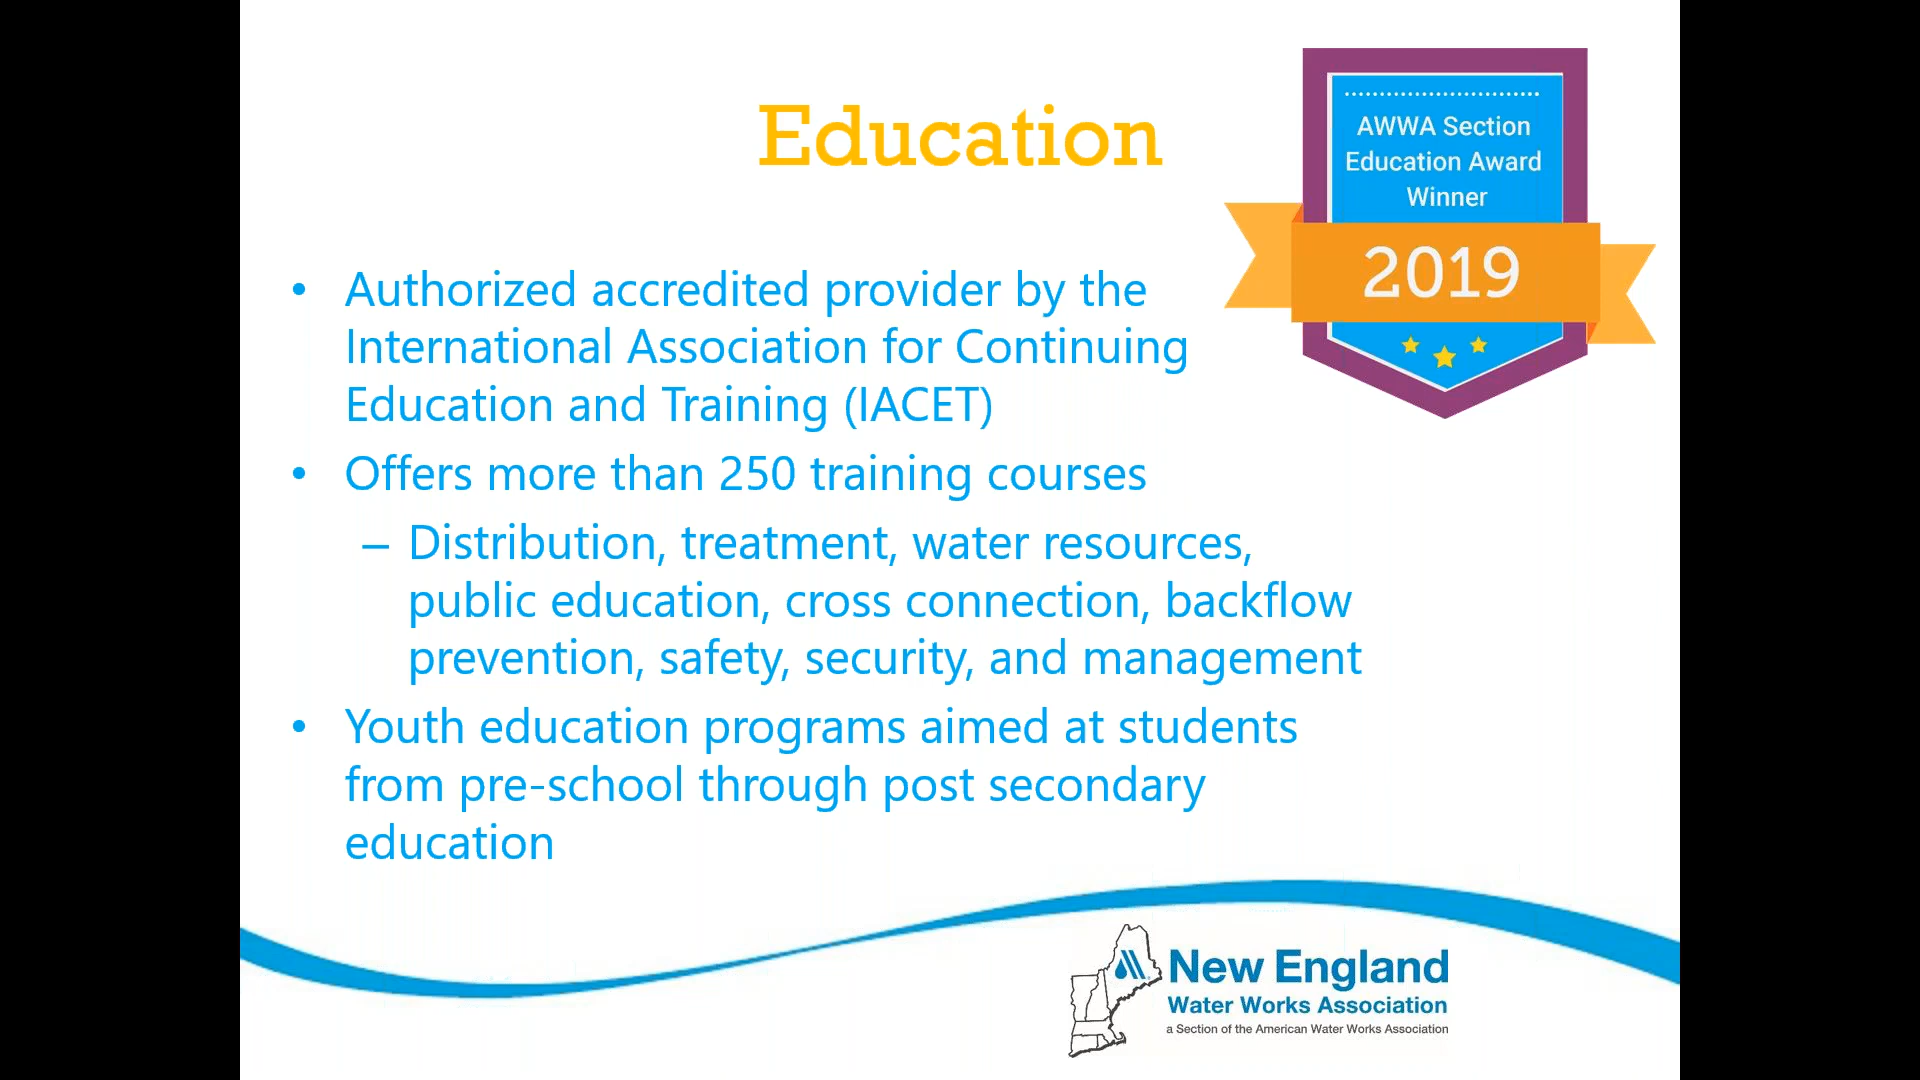 Education
AWWA Section
Education Award
Winner
2019
• Authorized accredited provider by the
International Association for Continuing
Education and Training (IACET)
• Offers more than 250 training courses
– Distribution, treatment, water resources,
public education, cross connection, backflow
prevention, safety, security, and management
• Youth education programs aimed at students
from pre-school through post secondary
education
New England
Water Works Association
a Section of the American Water Works Association